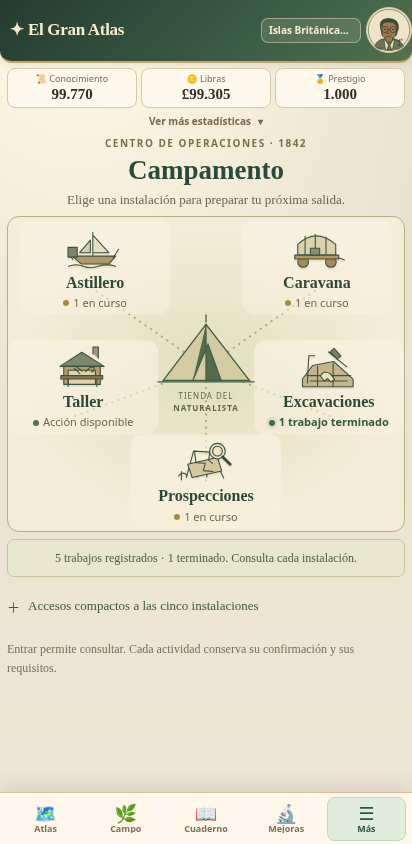 ✦ El Gran Atlas
Islas Británica...
📜 Conocimiento
99.770
🪙 Libras
£99.305
🏅 Prestigio
1.000
Ver más estadísticas ▾
CENTRO DE OPERACIONES · 1842
Campamento
Elige una instalación para preparar tu próxima salida.
Astillero
1 en curso
Caravana
1 en curso
Taller
Acción disponible
TIENDA DEL
NATURALISTA
Excavaciones
1 trabajo terminado
Prospecciones
1 en curso
5 trabajos registrados · 1 terminado. Consulta cada instalación.
+ Accesos compactos a las cinco instalaciones
Entrar permite consultar. Cada actividad conserva su confirmación y sus
requisitos.
Atlas
Campo
Cuaderno
Mejoras
Más